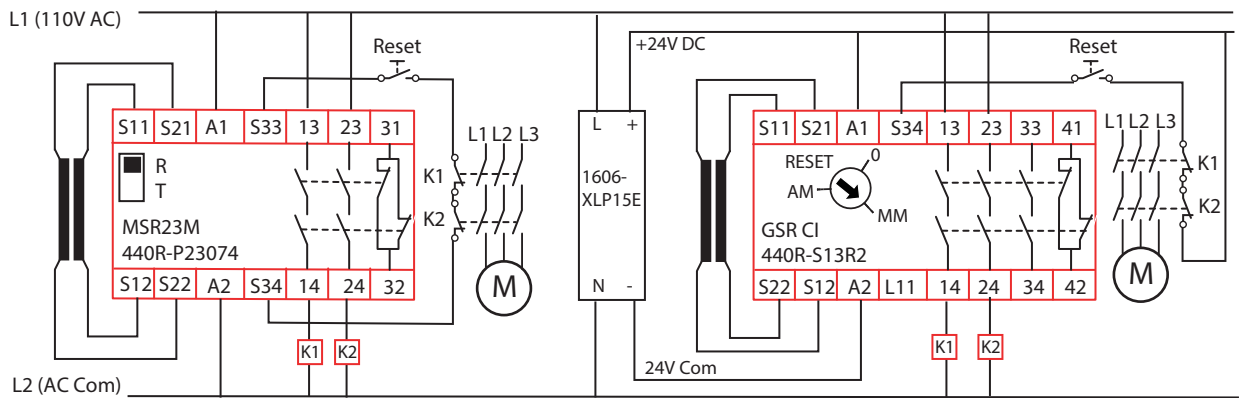 L1 (110V AC)
+24V DC
Reset
Reset
S11 S21 A1 S33 13 23 31
L1 L2 L3
L +
S11 S21 A1 S34 13 23 33 41
L1 L2 L3
R
T
K1
K2
1606-
XLP15E
RESET 0
AM
MM
K1
K2
MSR23M
440R-P23074
GSR CI
440R-S13R2
M
M
S12 S22 A2 S34 14 24 32
N -
S22 S12 A2 L11 14 24 34 42
K1 K2
K1 K2
24V Com
L2 (AC Com)